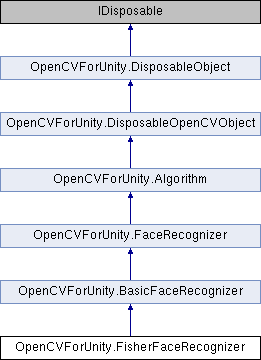 IDisposable
OpenCVForUnity.DisposableObject
OpenCVForUnity.DisposableOpenCVObject
OpenCVForUnity.Algorithm
OpenCVForUnity.FaceRecognizer
OpenCVForUnity.BasicFaceRecognizer
OpenCVForUnity.FisherFaceRecognizer